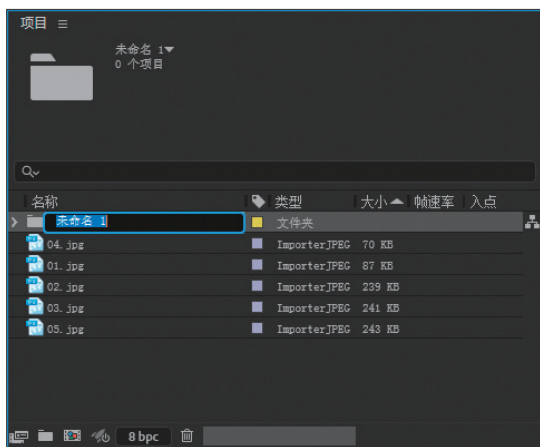 项目
未命名 1
0 个项目
名称 类型 大小 帧速率 入点
未命名 1 文件夹
04.jpg ImporterJPEG 70 KB
01.jpg ImporterJPEG 87 KB
02.jpg ImporterJPEG 239 KB
03.jpg ImporterJPEG 241 KB
05.jpg ImporterJPEG 243 KB
8 bpc